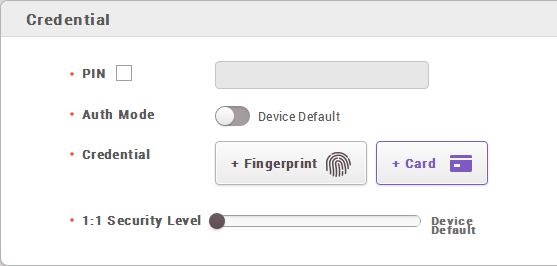 Credential
• PIN
• Auth Mode Device Default
• Credential + Fingerprint + Card
• 1:1 Security Level Device
Default